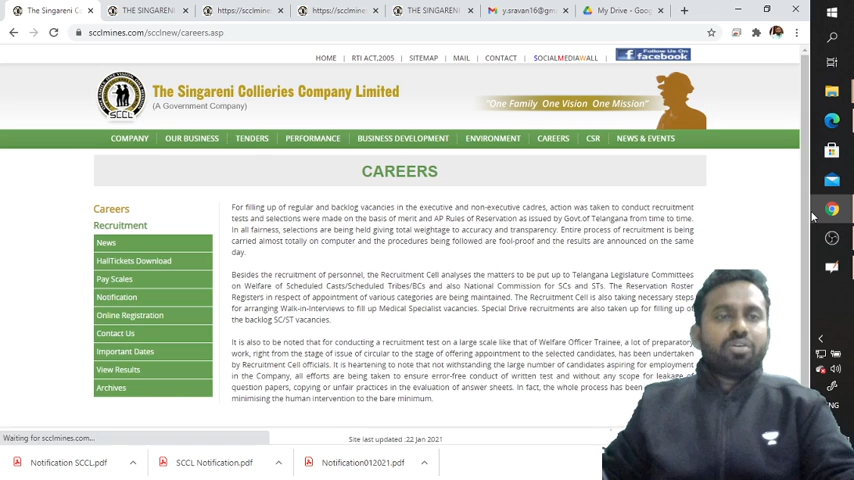 The Singareni C
THE SINGARENI
https://scclmine
https://scclmine
THE SINGARENI
y.sravan16@gm
My Drive - Goog
scclmines.com/scclnew/careers.asp
HOME | RTI ACT,2005 | SITEMAP | MAIL | CONTACT | SOCIALMEDIAWALL
Follow Us On
facebook
The Singareni Collieries Company Limited
(A Government Company)
SCCL
"One Family One Vision One Mission"
COMPANY OUR BUSINESS TENDERS PERFORMANCE BUSINESS DEVELOPMENT ENVIRONMENT CAREERS CSR NEWS & EVENTS
CAREERS
Careers
Recruitment
News
HallTickets Download
Pay Scales
Notification
Online Registration
Contact Us
Important Dates
View Results
Archives
For filling up of regular and backlog vacancies in the executive and non-executive cadres, action was taken to conduct recruitment
tests and selections were made on the basis of merit and AP Rules of Reservation as issued by Govt.of Telangana from time to time.
In all fairness, selections are being held giving total weightage to accuracy and transparency. Entire process of recruitment is being
carried almost totally on computer and the procedures being followed are fool-proof and the results are announced on the same
day.
Besides the recruitment of personnel, the Recruitment Cell analyses the matters to be put up to Telangana Legislative Committees
on Welfare of Scheduled Casts/Scheduled Tribes/BCs and also National Commission for SCs and STs. The Reservation Roster
Registers in respect of appointment of various categories are being maintained. The Recruitment Cell is also taking necessary steps
for arranging Walk-in-Interviews to fill up Medical Specialist vacancies. Special Drive recruitments are also taken up for filling up of
the backlog SC/ST vacancies.
It is also to be noted that for conducting a recruitment test on a large scale like that of Welfare Officer Trainee, a lot of preparatory
work, right from the stage of issue of circular to the stage of offering appointment to the selected candidates, has been undertaken
by Recruitment Cell officials. It is heartening to note that not withstanding the large number of candidates aspiring for employment
in the Company, all efforts are being taken to ensure error-free conduct of written test and without any scope for leakage of
question papers, copying or unfair practices in the evaluation of answer sheets. In fact, the whole process has been
minimising the human intervention to the bare minimum.
Waiting for scclmines.com...
Site last updated :22 Jan 2021
Notification SCCL.pdf
SCCL Notification.pdf
Notification012021.pdf
ENG